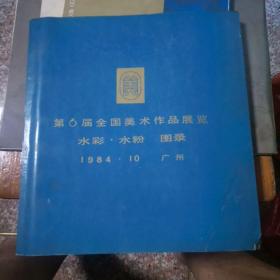 第6届全国美术作品展览
水彩·水粉 图录
1984·10 广州